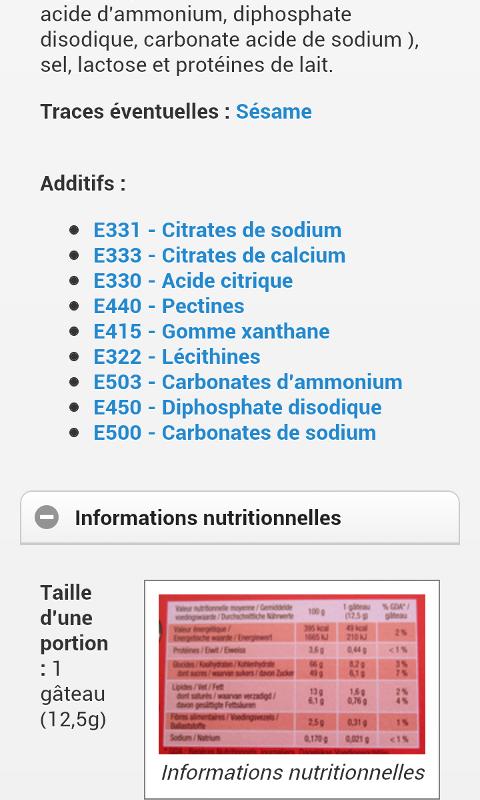 acide d'ammonium, diphosphate
disodique, carbonate acide de sodium ),
sel, lactose et protéines de lait.
Traces éventuelles : Sésame
Additifs :
E331 - Citrates de sodium
E333 - Citrates de calcium
E330 - Acide citrique
E440 - Pectines
E415 - Gomme xanthane
E322 - Lécithines
E503 - Carbonates d'ammonium
E450 - Diphosphate disodique
E500 - Carbonates de sodium
Informations nutritionnelles
Taille
d'une
portion
: 1
gâteau
(12,5g)
Valeur nutritionnelle moyenne / Gemiddelde
voedingswaarde / Durchschnittliche Nährwerte
100 g
1 gâteau
(12,5 g)
% GDA* /
gâteau
Valeur énergétique /
Energetische waarde / Energiewert
395 kcal
1665 kJ
49 kcal
210 kJ
2 %
Protéines / Eiwit / Eiweiss 3,6 g 0,44 g <1 %
Glucides / Koolhydraten / Kohlenhydrate 66 g 8,2 g 3 %
dont sucres / waarvan suikers / davon Zucker 49 g 6,1 g 7 %
Lipides / Vet / Fett 13 g 1,6 g 2 %
dont saturés / waarvan verzadigd /
davon gesättigte Fettsäuren
6,1 g 0,76 g 4 %
Fibres alimentaires / Voedingsvezels /
Ballaststoffe
2,5 g 0,31 g 1 %
Sodium / Natrium 0,170 g 0,021 g <1 %
Informations nutritionnelles